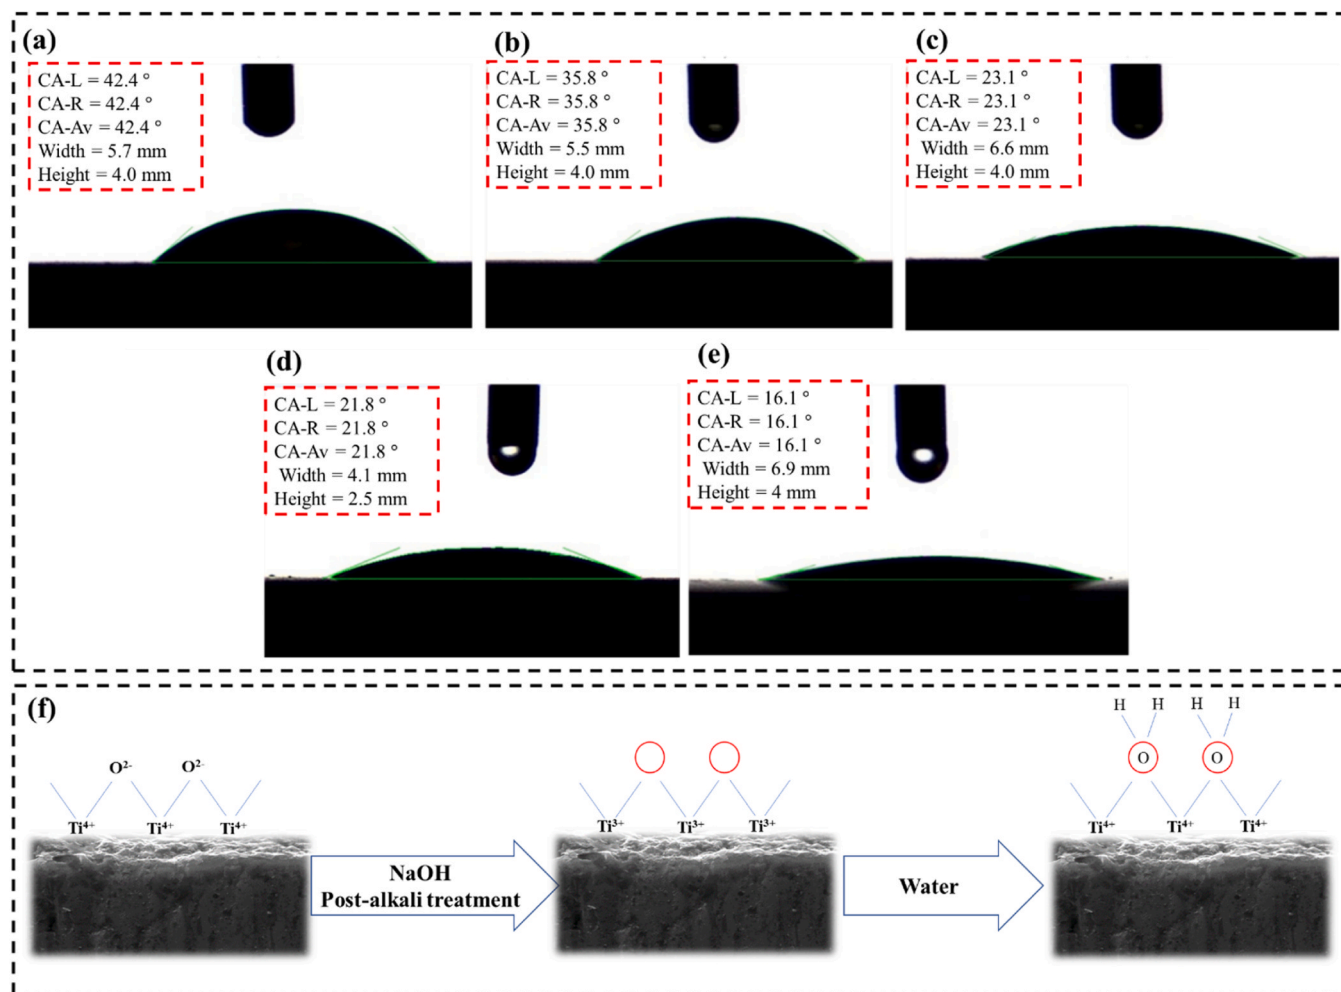 (a)
CA-L = 42.4 °
CA-R = 42.4 °
CA-Av = 42.4 °
Width = 5.7 mm
Height = 4.0 mm
(b)
CA-L = 35.8 °
CA-R = 35.8 °
CA-Av = 35.8 °
Width = 5.5 mm
Height = 4.0 mm
(c)
CA-L = 23.1 °
CA-R = 23.1 °
CA-Av = 23.1 °
Width = 6.6 mm
Height = 4.0 mm
(d)
CA-L = 21.8 °
CA-R = 21.8 °
CA-Av = 21.8 °
Width = 4.1 mm
Height = 2.5 mm
(e)
CA-L = 16.1 °
CA-R = 16.1 °
CA-Av = 16.1 °
Width = 6.9 mm
Height = 4 mm
(f)
O²⁻ O²⁻
Ti⁴⁺ Ti⁴⁺ Ti⁴⁺
NaOH
Post-alkali treatment
Ti³⁺ Ti³⁺ Ti³⁺
Water
H H H H
O O
Ti⁴⁺ Ti⁴⁺ Ti⁴⁺